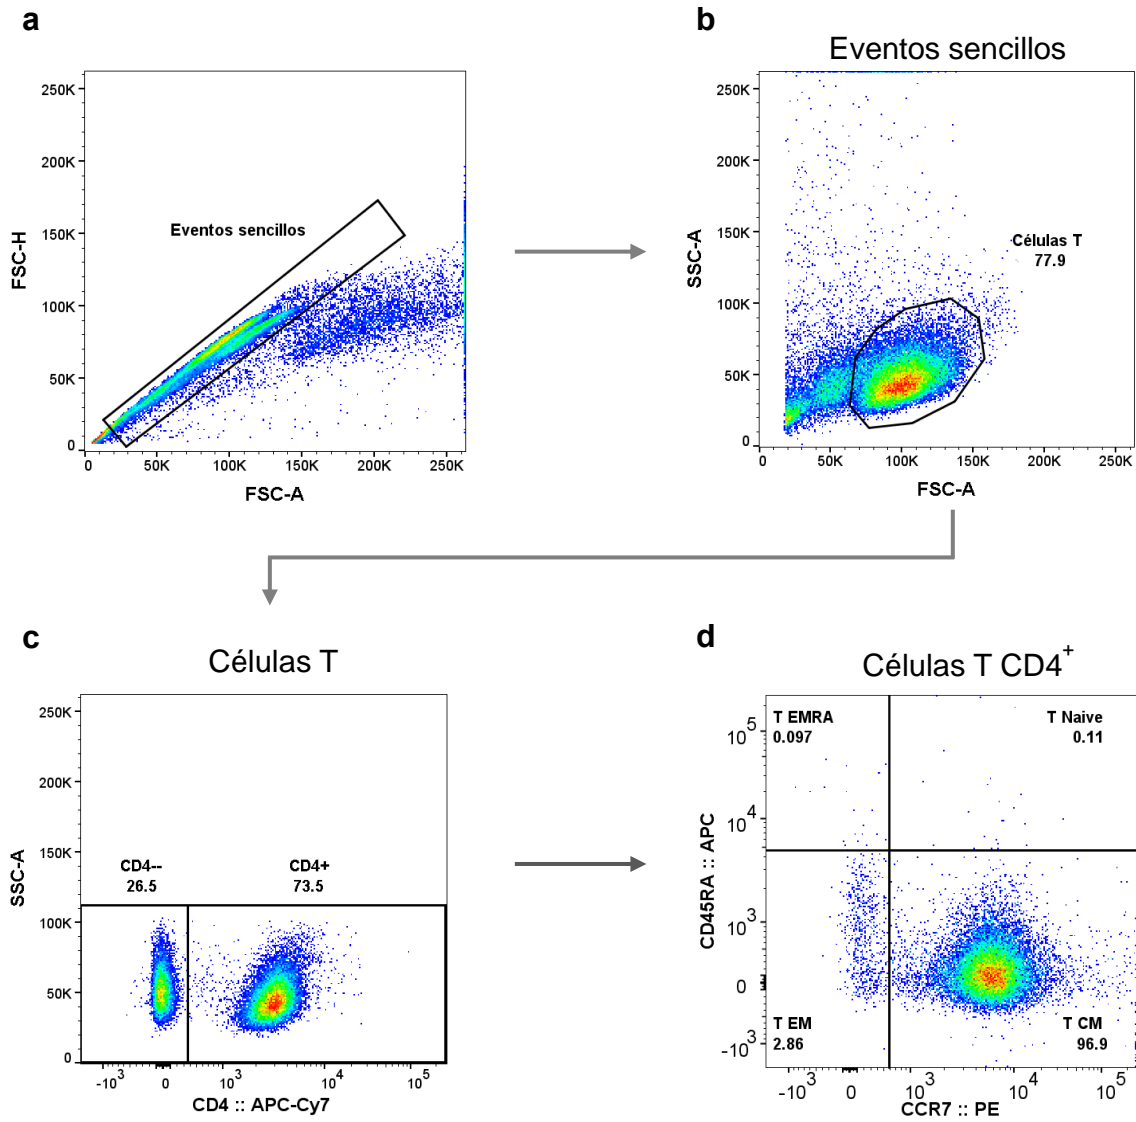 a
250K
200K
150K
100K
50K
0
FSC-H
Eventos sencillos
0 50K 100K 150K 200K 250K
FSC-A
b
Eventos sencillos
250K
200K
150K
100K
50K
0
SSC-A
Células T
77.9
0 50K 100K 150K 200K 250K
FSC-A
c
Células T
250K
200K
150K
100K
50K
0
SSC-A
CD4--
26.5
CD4+
73.5
-10³ 0 10³ 10⁴ 10⁵
CD4 :: APC-Cy7
d
Células T CD4⁺
10⁵
10⁴
10³
0
-10³
CD45RA :: APC
T EMRA
0.097
T Naive
0.11
T EM
2.86
T CM
96.9
-10³ 0 10³ 10⁴ 10⁵
CCR7 :: PE